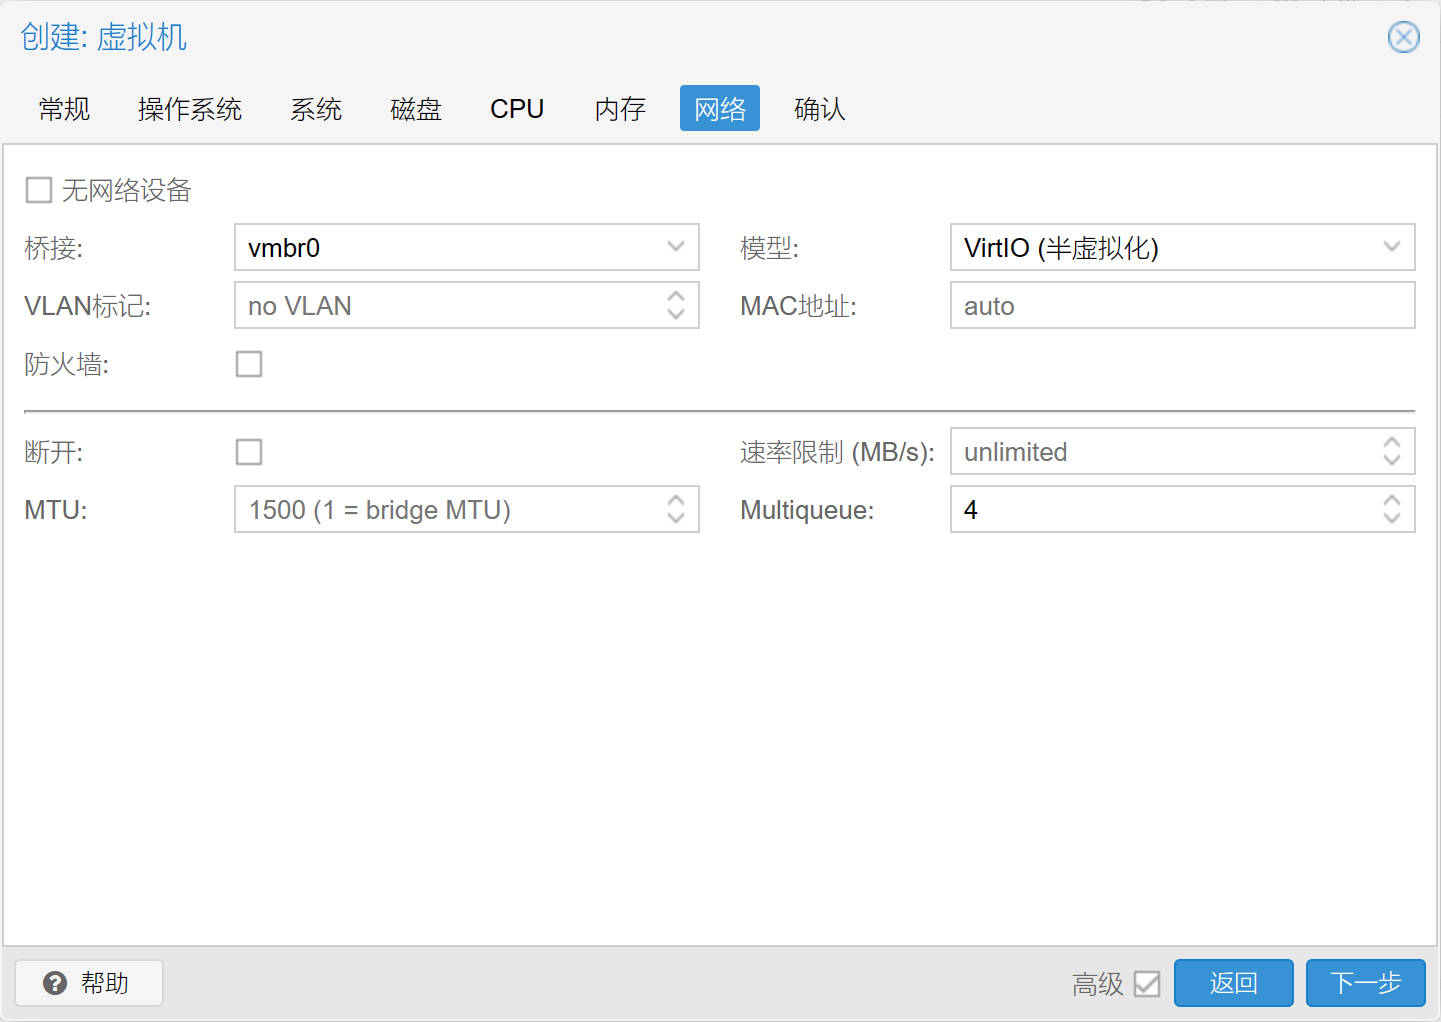 创建: 虚拟机
常规 操作系统 系统 磁盘 CPU 内存 网络 确认
无网络设备
桥接: vmbr0 模型: VirtIO (半虚拟化)
VLAN标记: no VLAN MAC地址: auto
防火墙:
断开: 速率限制 (MB/s): unlimited
MTU: 1500 (1 = bridge MTU) Multiqueue: 4
帮助 高级 返回 下一步